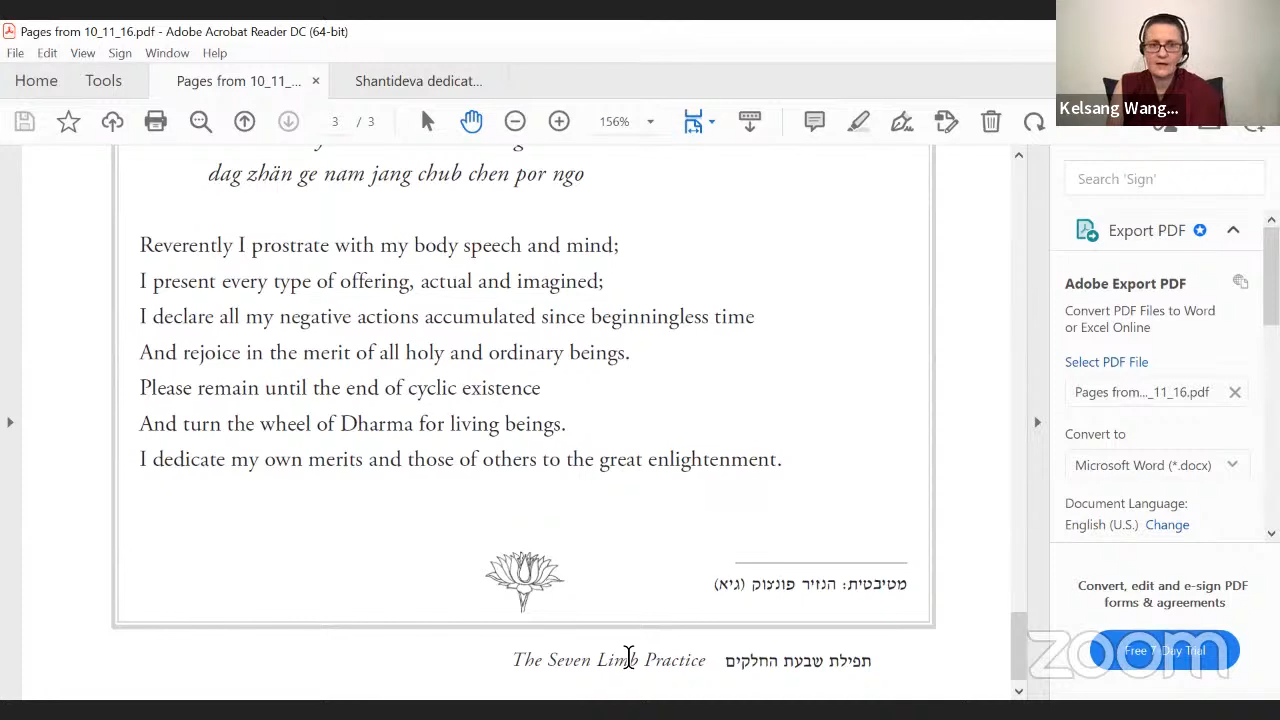 Pages from 10_11_16.pdf - Adobe Acrobat Reader DC (64-bit)
File Edit View Sign Window Help
Home Tools Pages from 10_11_... × Shantideva dedicat...
3 / 3 156%
Kelsang Wang...
dag zhän ge nam jang chub chen por ngo
Reverently I prostrate with my body speech and mind;
I present every type of offering, actual and imagined;
I declare all my negative actions accumulated since beginningless time
And rejoice in the merit of all holy and ordinary beings.
Please remain until the end of cyclic existence
And turn the wheel of Dharma for living beings.
I dedicate my own merits and those of others to the great enlightenment.
מטיבטית: הנזיר פונצוק (גיא)
The Seven Limb Practice תפילת שבעת החלקים
Search 'Sign'
Export PDF
Adobe Export PDF
Convert PDF Files to Word
or Excel Online
Select PDF File
Pages from..._11_16.pdf
Convert to
Microsoft Word (*.docx)
Document Language:
English (U.S.) Change
Convert, edit and e-sign PDF
forms & agreements
Free 7-Day Trial
zoom